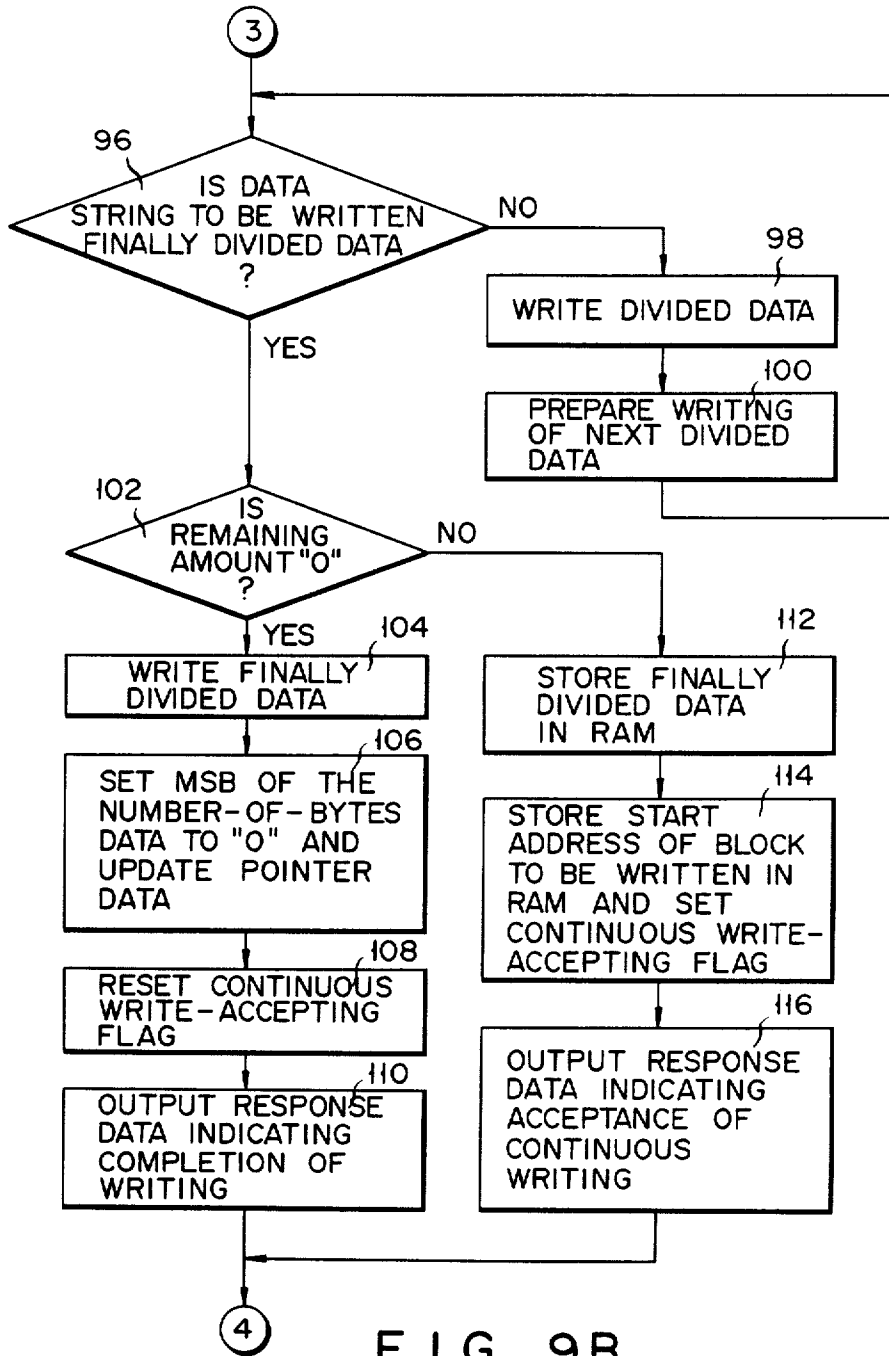 3
96
IS DATA
STRING TO BE WRITTEN
FINALLY DIVIDED DATA
?
NO
YES
98
WRITE DIVIDED DATA
100
PREPARE WRITING
OF NEXT DIVIDED
DATA
102
IS
REMAINING
AMOUNT "0"
?
NO
YES
104
WRITE FINALLY
DIVIDED DATA
106
SET MSB OF THE
NUMBER-OF-BYTES
DATA TO "0" AND
UPDATE POINTER
DATA
108
RESET CONTINUOUS
WRITE-ACCEPTING
FLAG
110
OUTPUT RESPONSE
DATA INDICATING
COMPLETION OF
WRITING
112
STORE FINALLY
DIVIDED DATA
IN RAM
114
STORE START
ADDRESS OF BLOCK
TO BE WRITTEN IN
RAM AND SET
CONTINUOUS WRITE-
ACCEPTING FLAG
116
OUTPUT RESPONSE
DATA INDICATING
ACCEPTANCE OF
CONTINUOUS
WRITING
4
FIG. 9B